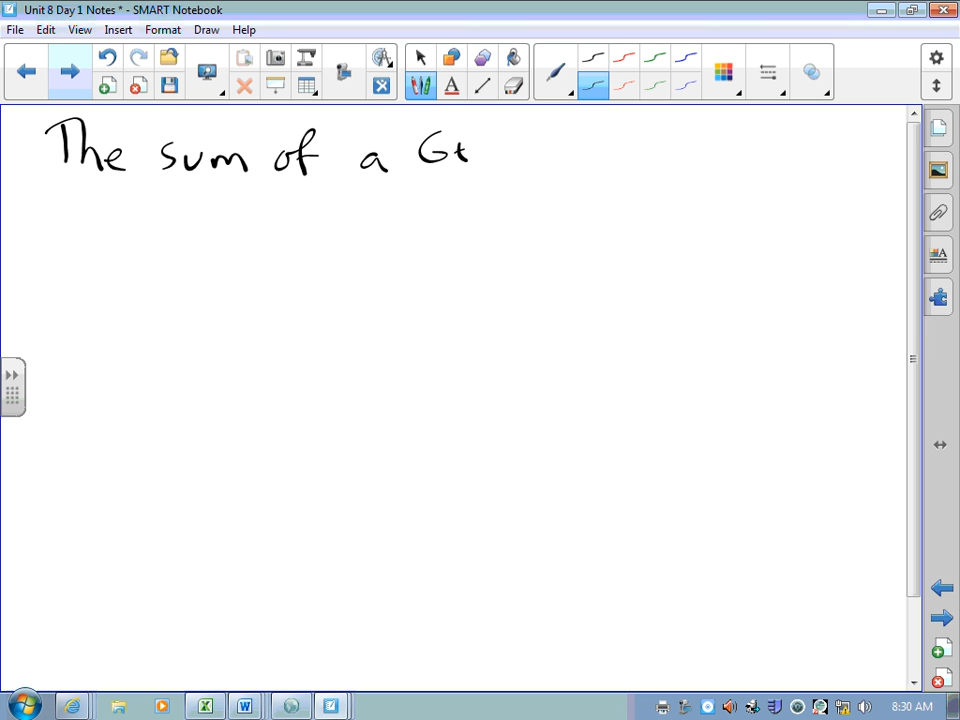 Unit 8 Day 1 Notes * - SMART Notebook
File Edit View Insert Format Draw Help
The sum of a Ge
8:30 AM